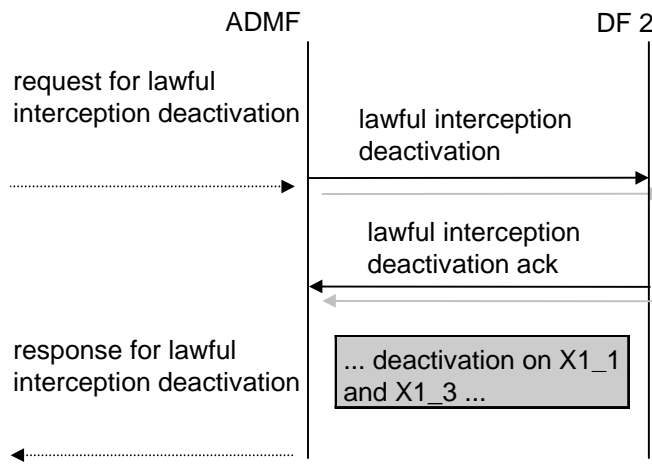 ADMF
DF 2
request for lawful
interception deactivation
lawful interception
deactivation
lawful interception
deactivation ack
response for lawful
interception deactivation
... deactivation on X1_1
and X1_3 ...